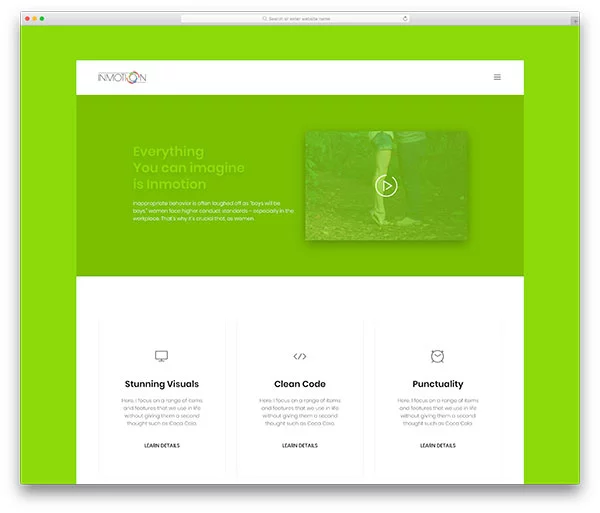 Search or enter website name
INMOTION
Everything
You can imagine
is Inmotion
Inappropriate behavior is often laughed off as "boys will be
boys," women face higher conduct standards – especially in the
workplace. That's why it's crucial that, as women
Stunning Visuals
Here, I focus on a range of items
and features that we use in life
without giving them a second
thought such as Coca Cola.
LEARN DETAILS
Clean Code
Here, I focus on a range of items
and features that we use in life
without giving them a second
thought such as Coca Cola.
LEARN DETAILS
Punctuality
Here, I focus on a range of items
and features that we use in life
without giving them a second
thought such as Coca Cola.
LEARN DETAILS